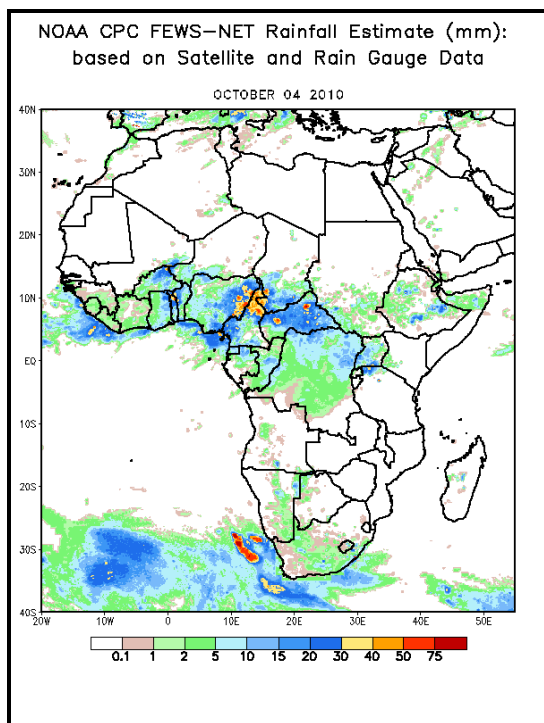 NOAA CPC FEWS-NET Rainfall Estimate (mm):
based on Satellite and Rain Gauge Data
OCTOBER 04 2010
40N
30N
20N
10N
EQ
10S
20S
30S
40S
20W 10W 0 10E 20E 30E 40E 50E
0.1 1 2 5 10 15 20 30 40 50 75